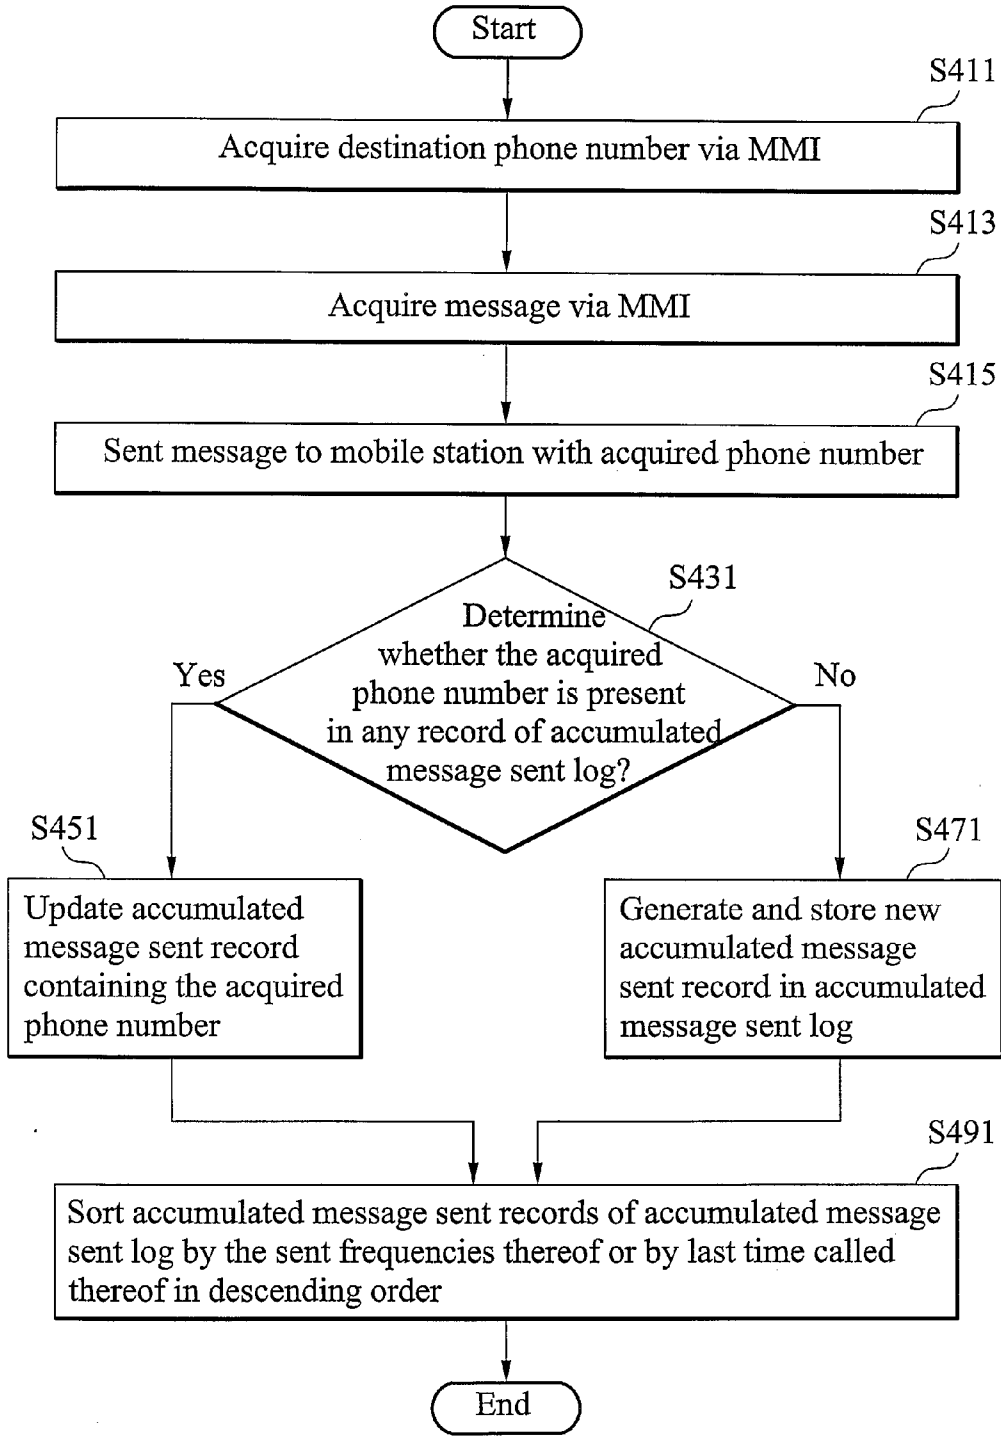 Start
S411
Acquire destination phone number via MMI
S413
Acquire message via MMI
S415
Sent message to mobile station with acquired phone number
S431
Determine
whether the acquired
phone number is present
in any record of accumulated
message sent log?
Yes
No
S451
Update accumulated
message sent record
containing the acquired
phone number
S471
Generate and store new
accumulated message
sent record in accumulated
message sent log
S491
Sort accumulated message sent records of accumulated message
sent log by the sent frequencies thereof or by last time called
thereof in descending order
End